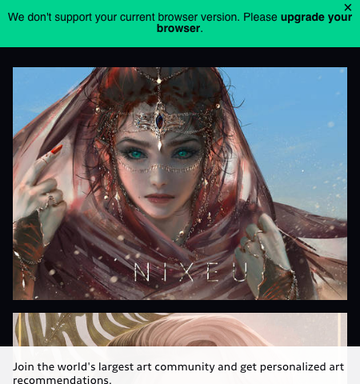 We don't support your current browser version. Please upgrade your
browser.
NIXEU
Join the world's largest art community and get personalized art
recommendations.